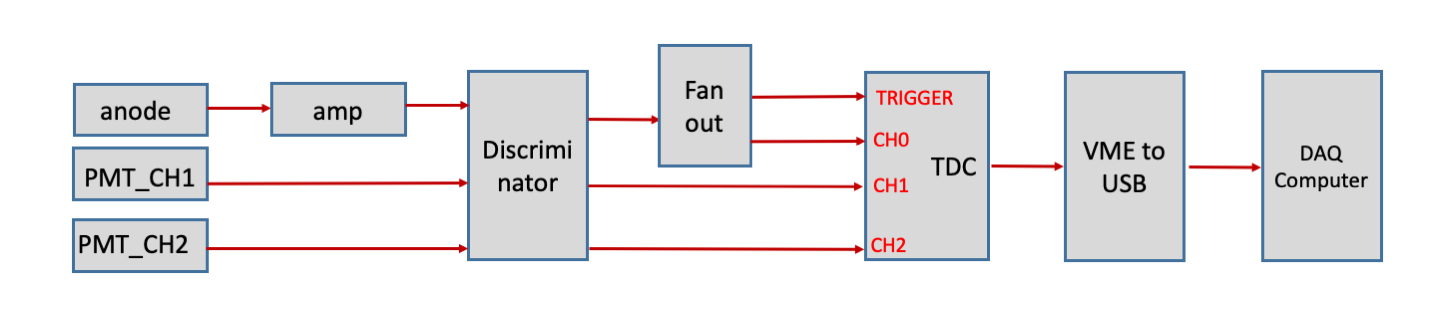 anode
amp
PMT_CH1
PMT_CH2
Discrimi
nator
Fan
out
TRIGGER
CH0
CH1
CH2
TDC
VME to
USB
DAQ
Computer